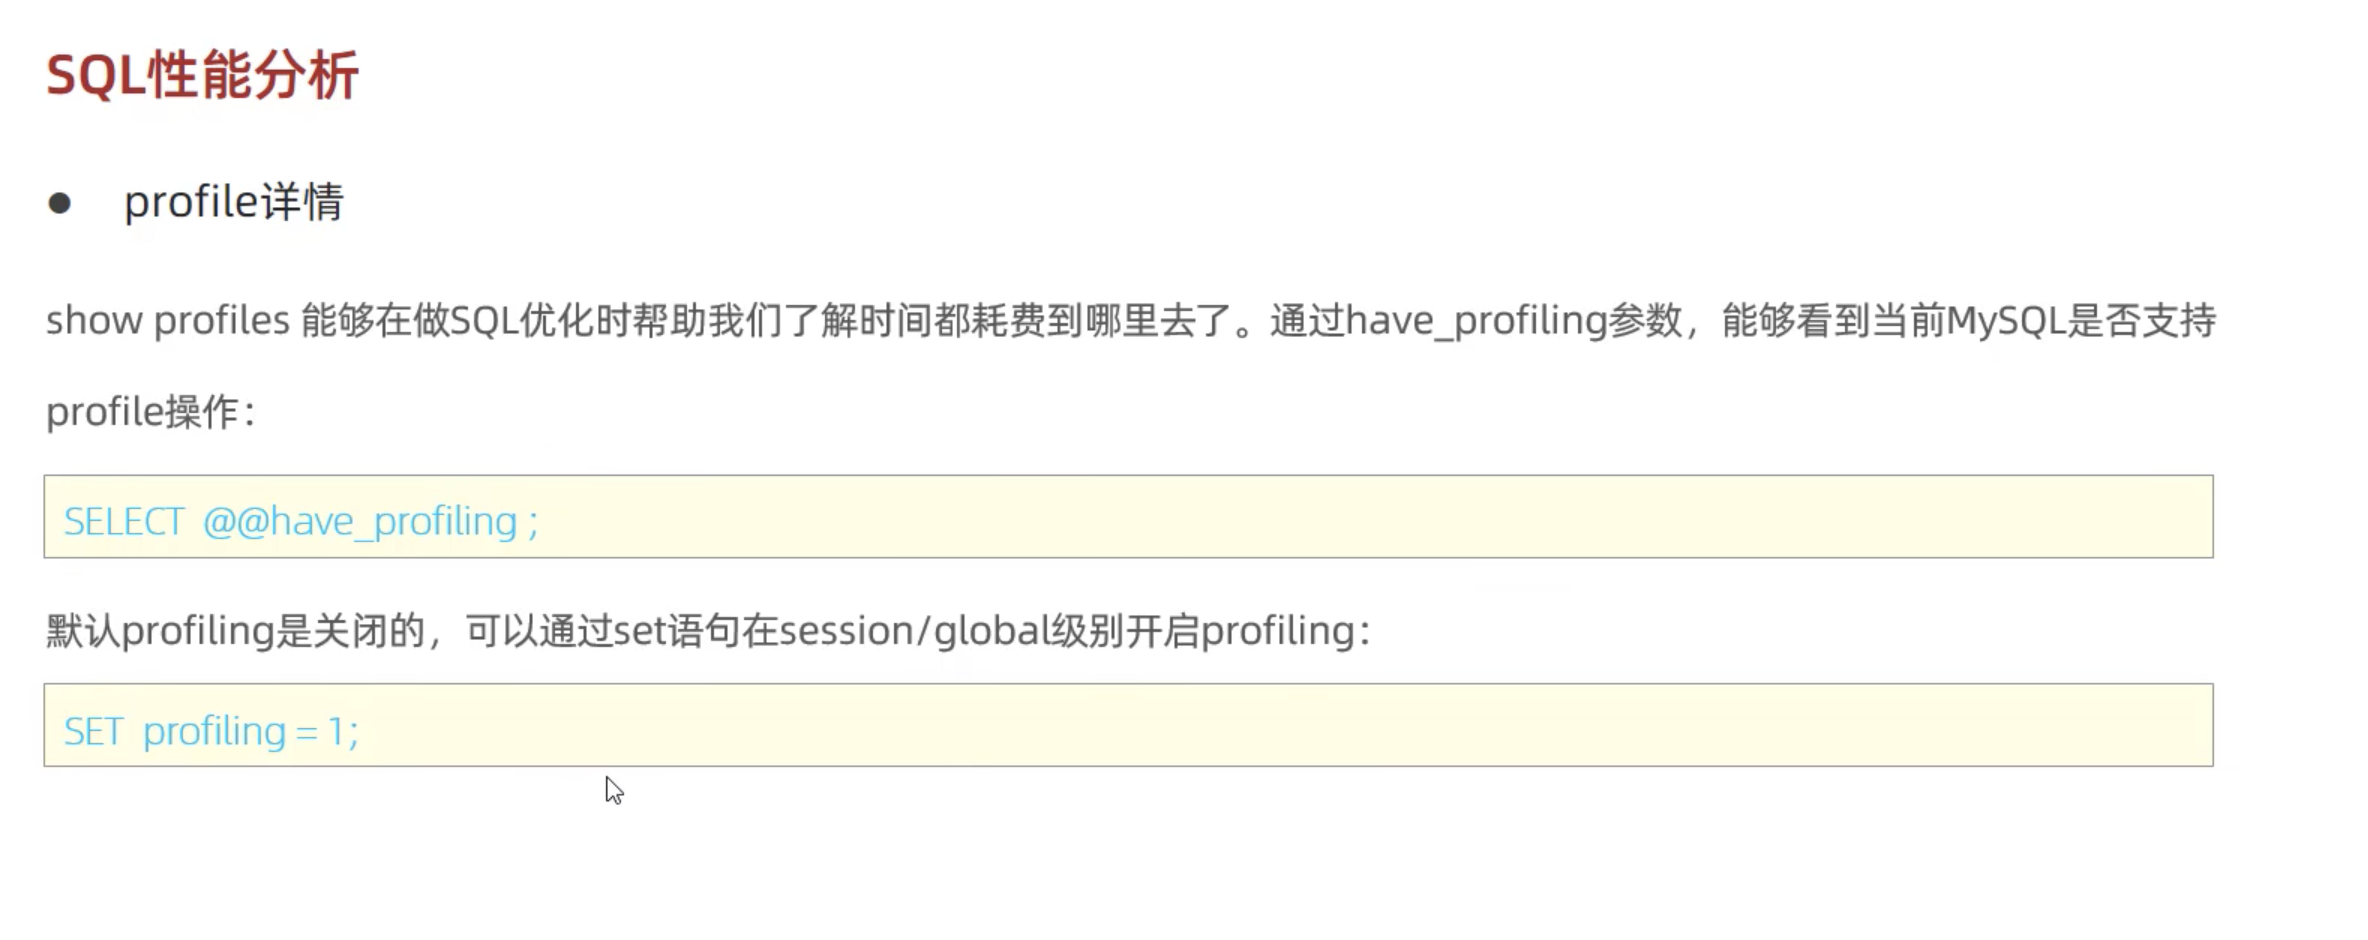 SQL性能分析
● profile详情
show profiles 能够在做SQL优化时帮助我们了解时间都耗费到哪里去了。通过have_profiling参数，能够看到当前MySQL是否支持
profile操作：
SELECT @@have_profiling ;
默认profiling是关闭的，可以通过set语句在session/global级别开启profiling：
SET profiling = 1;